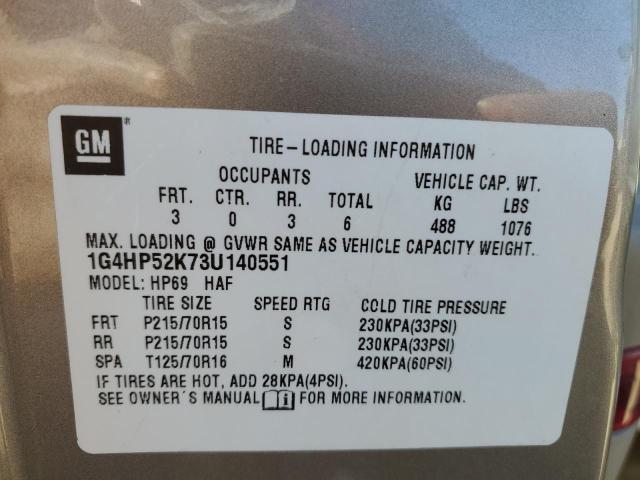 GM®
TIRE-LOADING INFORMATION
OCCUPANTS VEHICLE CAP. WT.
FRT. CTR. RR. TOTAL KG LBS
3 0 3 6 488 1076
MAX. LOADING @ GVWR SAME AS VEHICLE CAPACITY WEIGHT.
1G4HP52K73U140551
MODEL: HP69 HAF
TIRE SIZE SPEED RTG COLD TIRE PRESSURE
FRT P215/70R15 S 230KPA(33PSI)
RR P215/70R15 S 230KPA(33PSI)
SPA T125/70R16 M 420KPA(60PSI)
IF TIRES ARE HOT, ADD 28KPA(4PSI).
SEE OWNER'S MANUAL i FOR MORE INFORMATION.